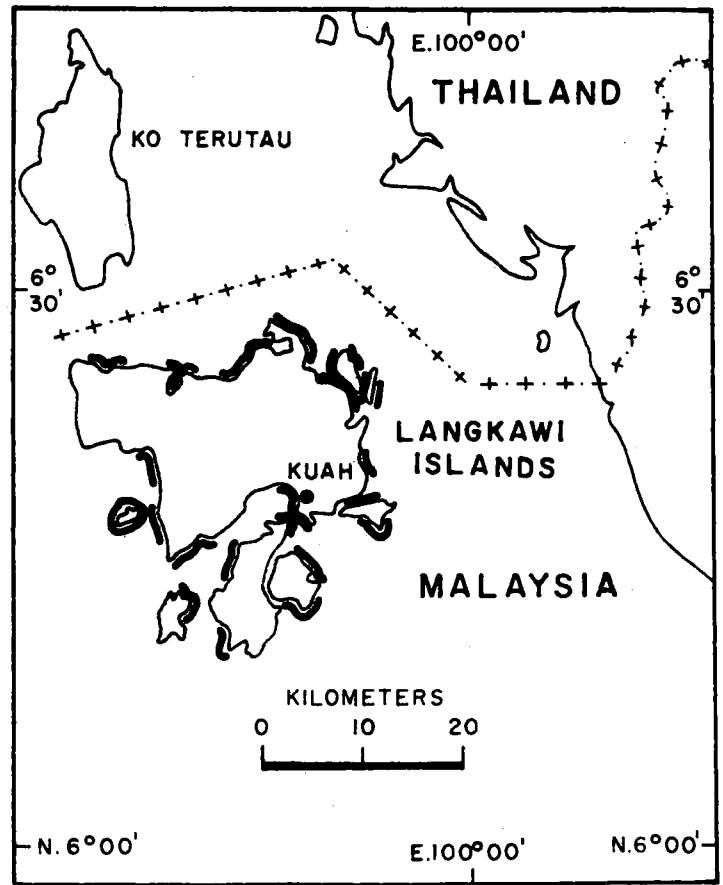 E.100°00'
THAILAND
KO TERUTAU
6°
30'
6°
30'
LANGKAWI
ISLANDS
KUAH
MALAYSIA
KILOMETERS
0 10 20
N.6°00'
E.100°00'
N.6°00'